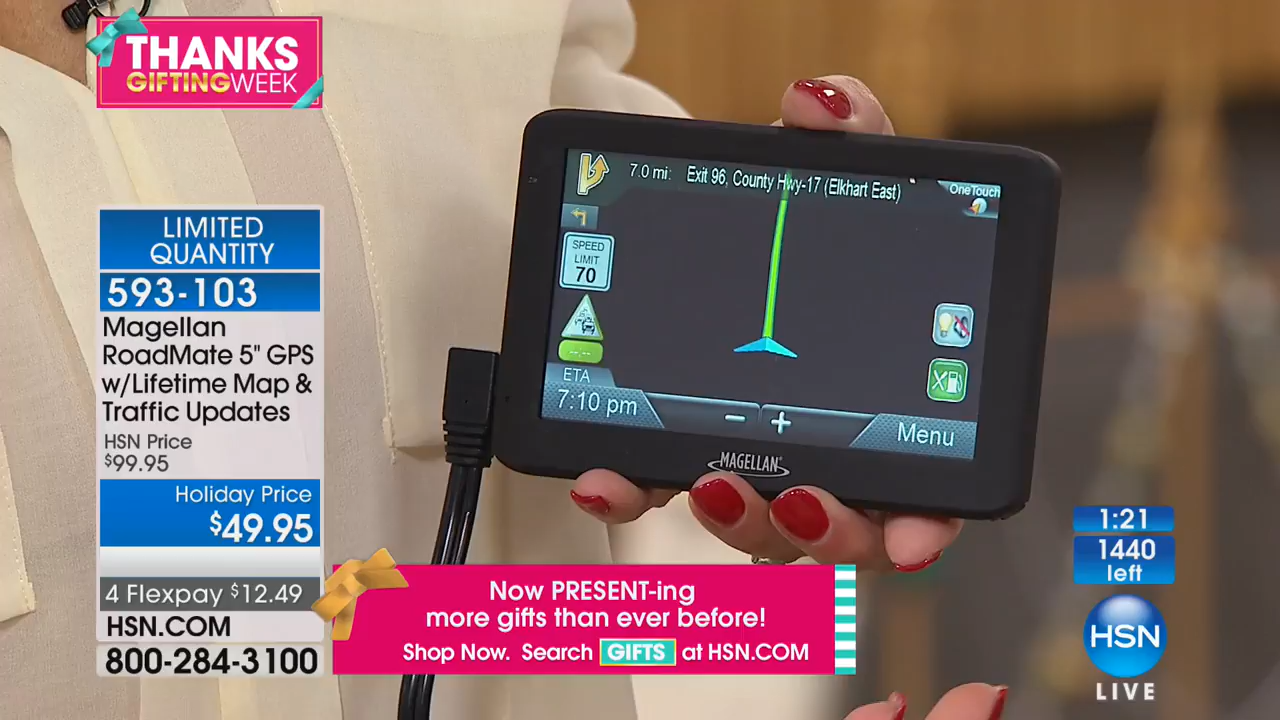 THANKS
GIFTINGWEEK
LIMITED
QUANTITY
593-103
Magellan
RoadMate 5" GPS
w/Lifetime Map &
Traffic Updates
HSN Price
$99.95
Holiday Price
$49.95
4 Flexpay $12.49
HSN.COM
800-284-3100
7.0 mi: Exit 96, County Hwy-17 (Elkhart East)
OneTouch
SPEED
LIMIT
70
--:--
ETA
7:10 pm
− +
Menu
MAGELLAN
Now PRESENT-ing
more gifts than ever before!
Shop Now. Search GIFTS at HSN.COM
1:21
1440
left
HSN
LIVE